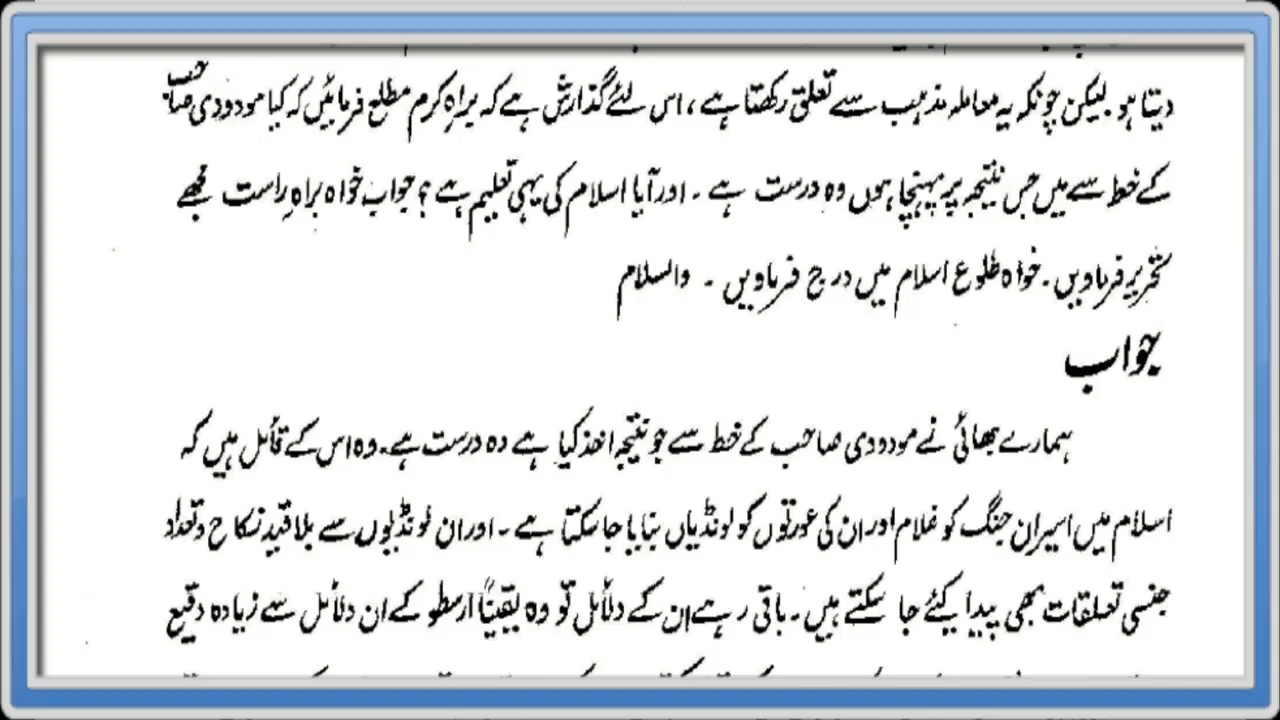 دیتا ہو۔ لیکن چونکہ یہ معاملہ مذہب سے تعلق رکھتا ہے، اس لئے گذارش ہے کہ براہِ کرم مطلع فرمائیں کہ کیا مودودی صاحب
کے خط سے میں جس نتیجہ پر پہنچا ہوں وہ درست ہے۔ اور آیا اسلام کی یہی تعلیم ہے؟ جواب خواہ براہِ راست مجھے
تحریر فرماویں۔ خواہ طلوع اسلام میں درج فرماویں۔ والسلام
جواب
ہمارے بھائی نے مودودی صاحب کے خط سے جو نتیجہ اخذ کیا ہے وہ درست ہے۔ وہ اس کے قائل ہیں کہ
اسلام میں اسیران جنگ کو غلام اور ان کی عورتوں کو لونڈیاں بنایا جا سکتا ہے۔ اور ان لونڈیوں سے بلا قید نکاح و تعداد
جنسی تعلقات بھی پیدا کیئے جا سکتے ہیں۔ باقی رہے ان کے دلائل تو وہ یقیناً ارسطو کے ان دلائل سے زیادہ وقیع